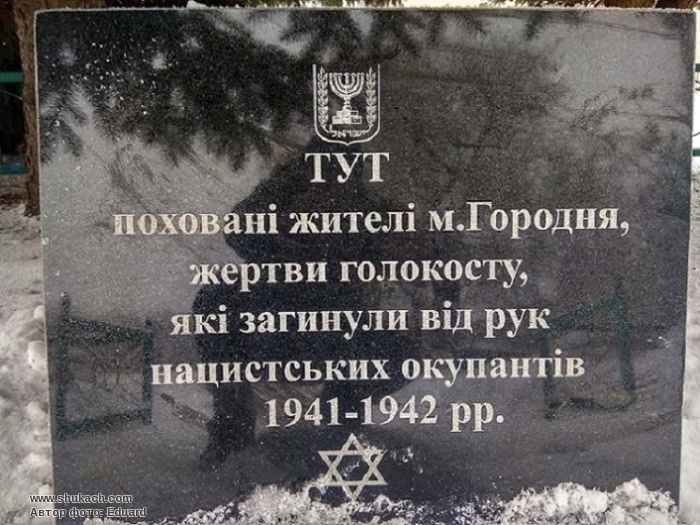 ישראל
ТУТ
поховані жителі м.Городня,
жертви голокосту,
які загинули від рук
нацистських окупантів
1941-1942 рр.
www.shukach.com
Автор фото: Eduard